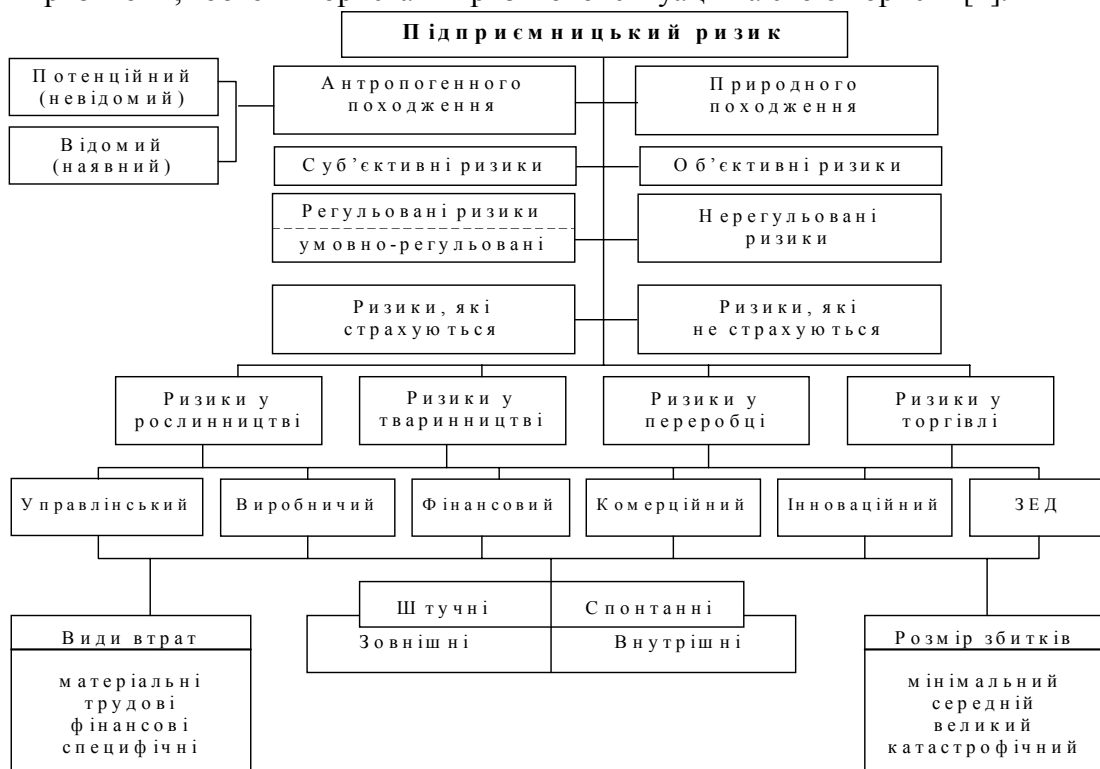 Підприємницький ризик
Потенційний
(невідомий)
Відомий
(наявний)
Антропогенного
походження
Природного
походження
Суб’єктивні ризики
Об’єктивні ризики
Регульовані ризики
умовно-регульовані
Нерегульовані
ризики
Ризики, які
страхуються
Ризики, які
не страхуються
Ризики у
рослинництві
Ризики у
тваринництві
Ризики у
переробці
Ризики у
торгівлі
Управлінський
Виробничий
Фінансовий
Комерційний
Інноваційний
ЗЕД
Штучні
Спонтанні
Зовнішні
Внутрішні
Види втрат
матеріальні
трудові
фінансові
специфічні
Розмір збитків
мінімальний
середній
великий
катастрофічний